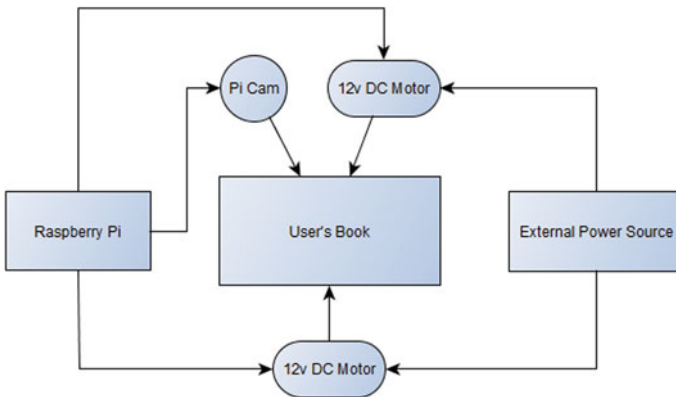 Pi Cam
12v DC Motor
Raspberry Pi
User's Book
External Power Source
12v DC Motor